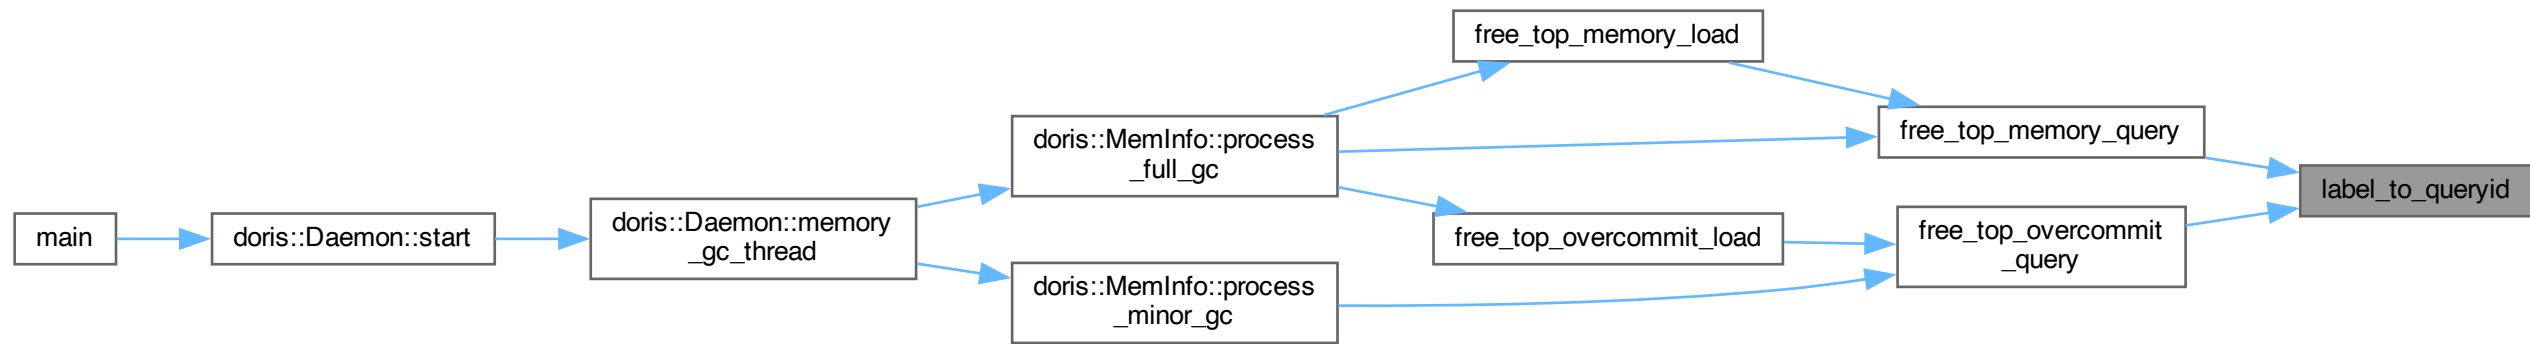 main
doris::Daemon::start
doris::Daemon::memory
_gc_thread
doris::MemInfo::process
_full_gc
doris::MemInfo::process
_minor_gc
free_top_memory_load
free_top_overcommit_load
free_top_memory_query
free_top_overcommit
_query
label_to_queryid